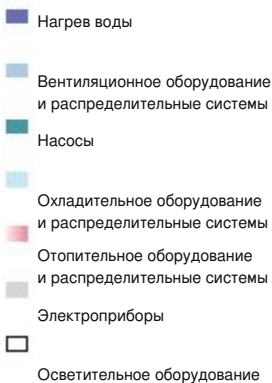 Нагрев воды
Вентиляционное оборудование
и распределительные системы
Насосы
Охладительное оборудование
и распределительные системы
Отопительное оборудование
и распределительные системы
Электроприборы
Осветительное оборудование